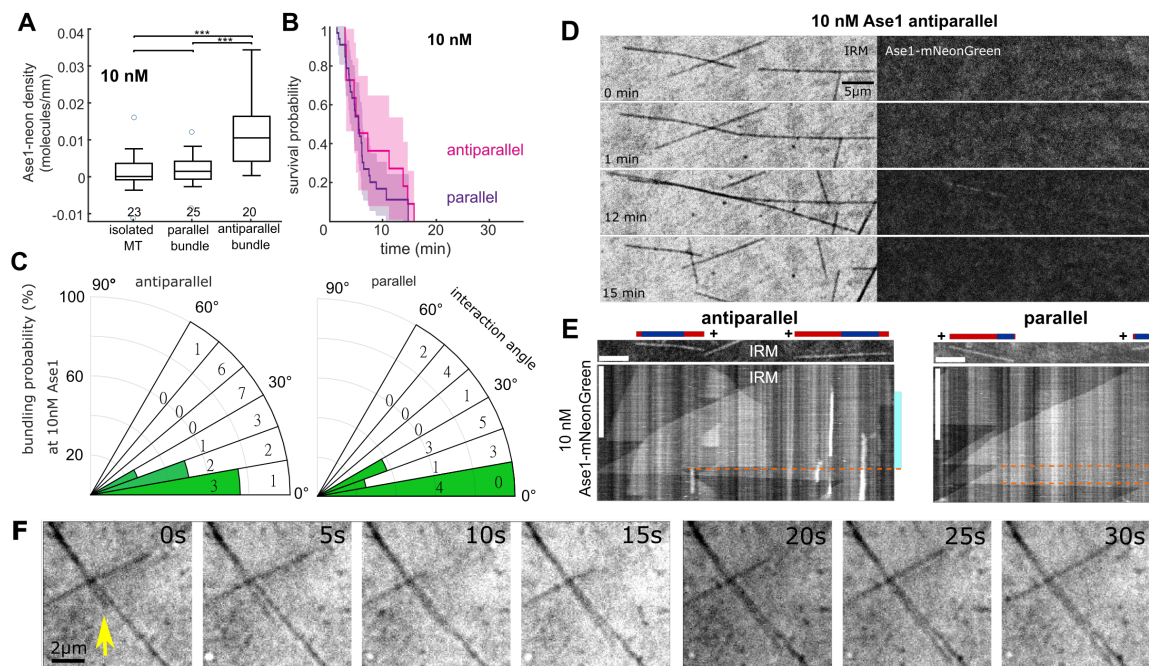 A
Ase1-neon density
(molecules/nm)
0.04
0.03
0.02
0.01
0
-0.01
10 nM
***
***
23
25
20
isolated
MT
parallel
bundle
antiparallel
bundle
B
10 nM
survival probability
1
0.8
0.6
0.4
0.2
antiparallel
parallel
0
10
20
30
time (min)
C
bundling probability (%)
at 10nM Ase1
100
60
20
antiparallel
90°
60°
30°
0°
1
6
7
3
2
1
0
0
0
1
2
3
parallel
interaction angle
90°
60°
30°
0°
2
4
1
5
3
0
0
0
0
3
1
4
D
10 nM Ase1 antiparallel
IRM
Ase1-mNeonGreen
5μm
0 min
1 min
12 min
15 min
E
antiparallel
parallel
+
+
+
+
IRM
IRM
10 nM
Ase1-mNeonGreen
F
0s
5s
10s
15s
20s
25s
30s
2μm